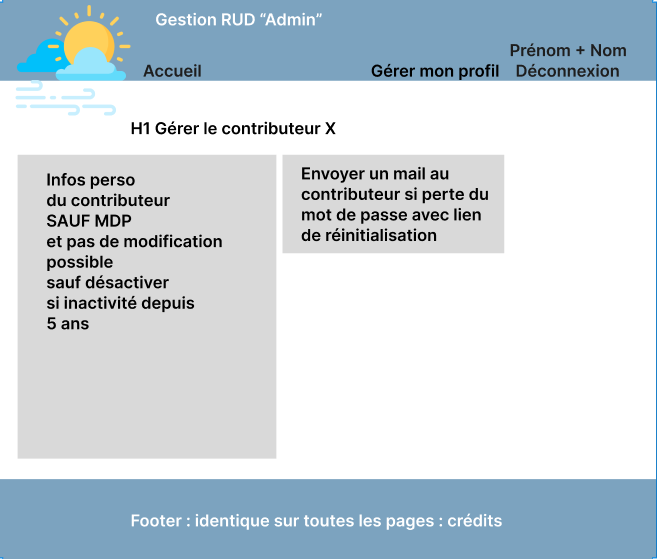 Gestion RUD “Admin”
Prénom + Nom
Accueil
Gérer mon profil
Déconnexion
H1 Gérer le contributeur X
Infos perso
du contributeur
SAUF MDP
et pas de modification
possible
sauf désactiver
si inactivité depuis
5 ans
Envoyer un mail au
contributeur si perte du
mot de passe avec lien
de réinitialisation
Footer : identique sur toutes les pages : crédits